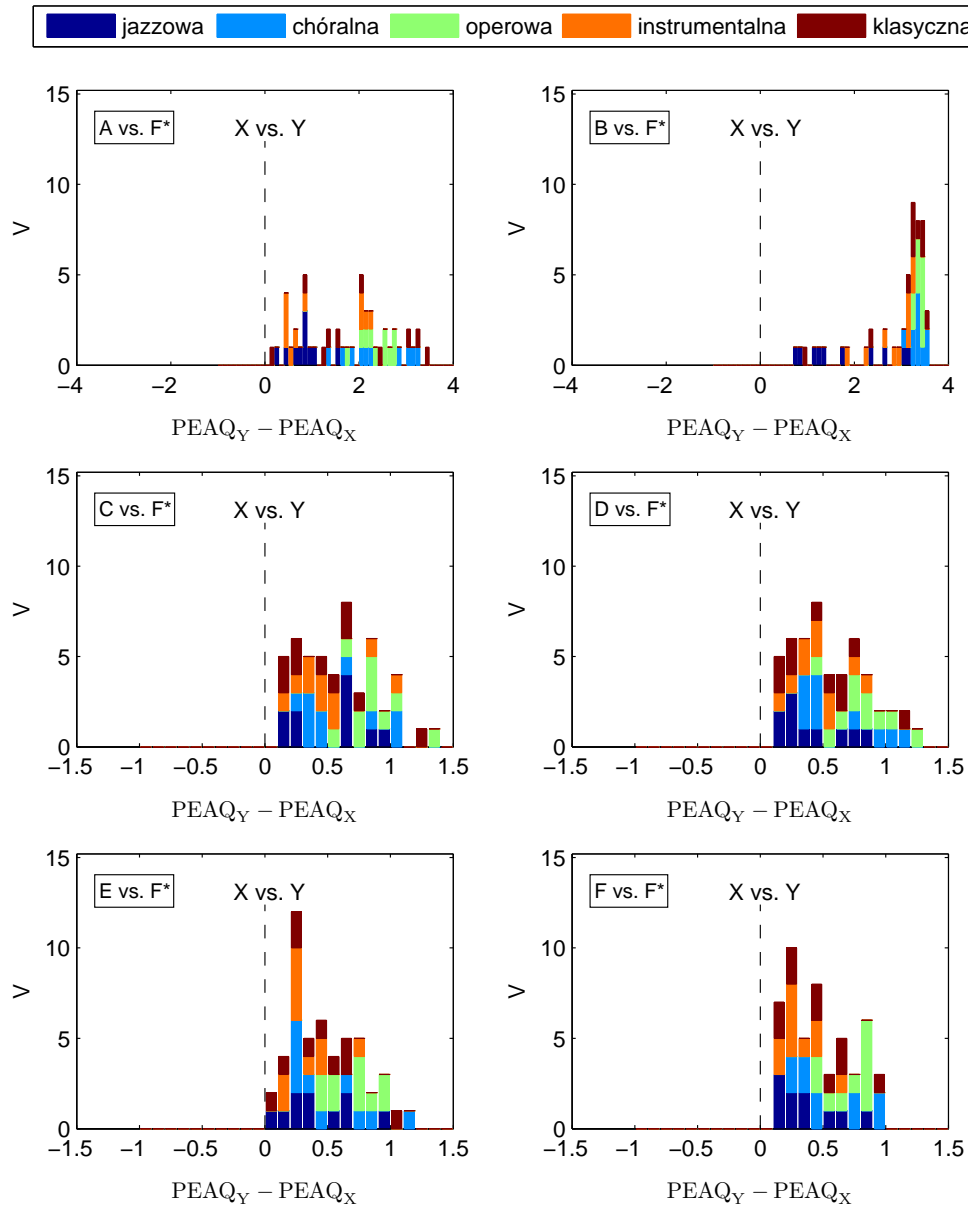 jazzowa chóralna operowa instrumentalna klasyczna
15 15
A vs. F* X vs. Y B vs. F* X vs. Y
10 10
V V
5 5
0 0
−4 −2 0 2 4 −4 −2 0 2 4
PEAQY − PEAQX PEAQY − PEAQX
15 15
C vs. F* X vs. Y D vs. F* X vs. Y
10 10
V V
5 5
0 0
−1.5 −1 −0.5 0 0.5 1 1.5 −1.5 −1 −0.5 0 0.5 1 1.5
PEAQY − PEAQX PEAQY − PEAQX
15 15
E vs. F* X vs. Y F vs. F* X vs. Y
10 10
V V
5 5
0 0
−1.5 −1 −0.5 0 0.5 1 1.5 −1.5 −1 −0.5 0 0.5 1 1.5
PEAQY − PEAQX PEAQY − PEAQX